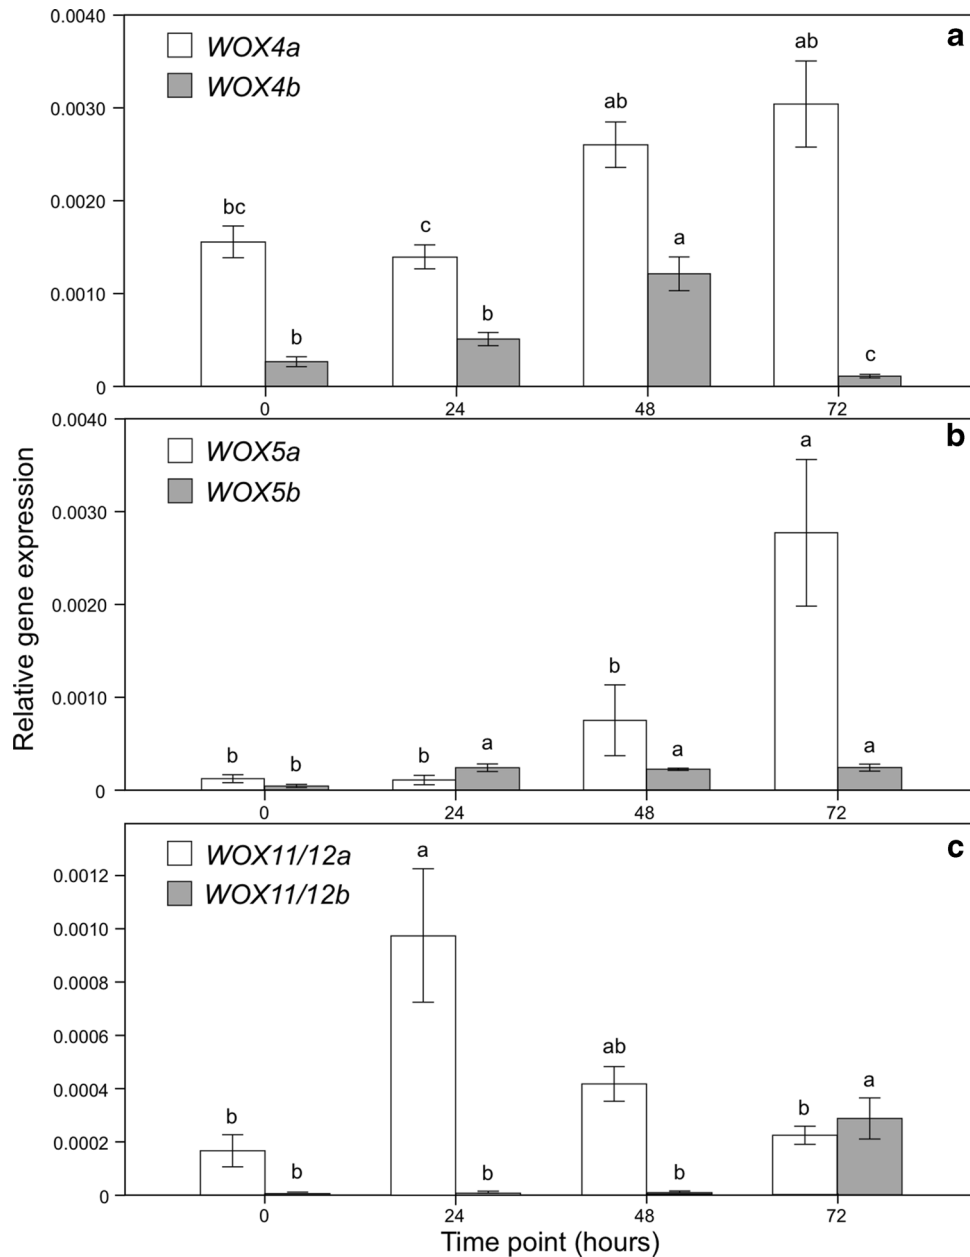 a
WOX4a
WOX4b
0.0040
0.0030
0.0020
0.0010
0
bc
b
c
b
ab
a
ab
c
0 24 48 72
b
WOX5a
WOX5b
0.0040
0.0030
0.0020
0.0010
0
b
b
b
a
b
a
a
a
0 24 48 72
c
WOX11/12a
WOX11/12b
0.0012
0.0010
0.0008
0.0006
0.0004
0.0002
0
b
b
a
b
ab
b
b
a
0 24 48 72
Relative gene expression
Time point (hours)